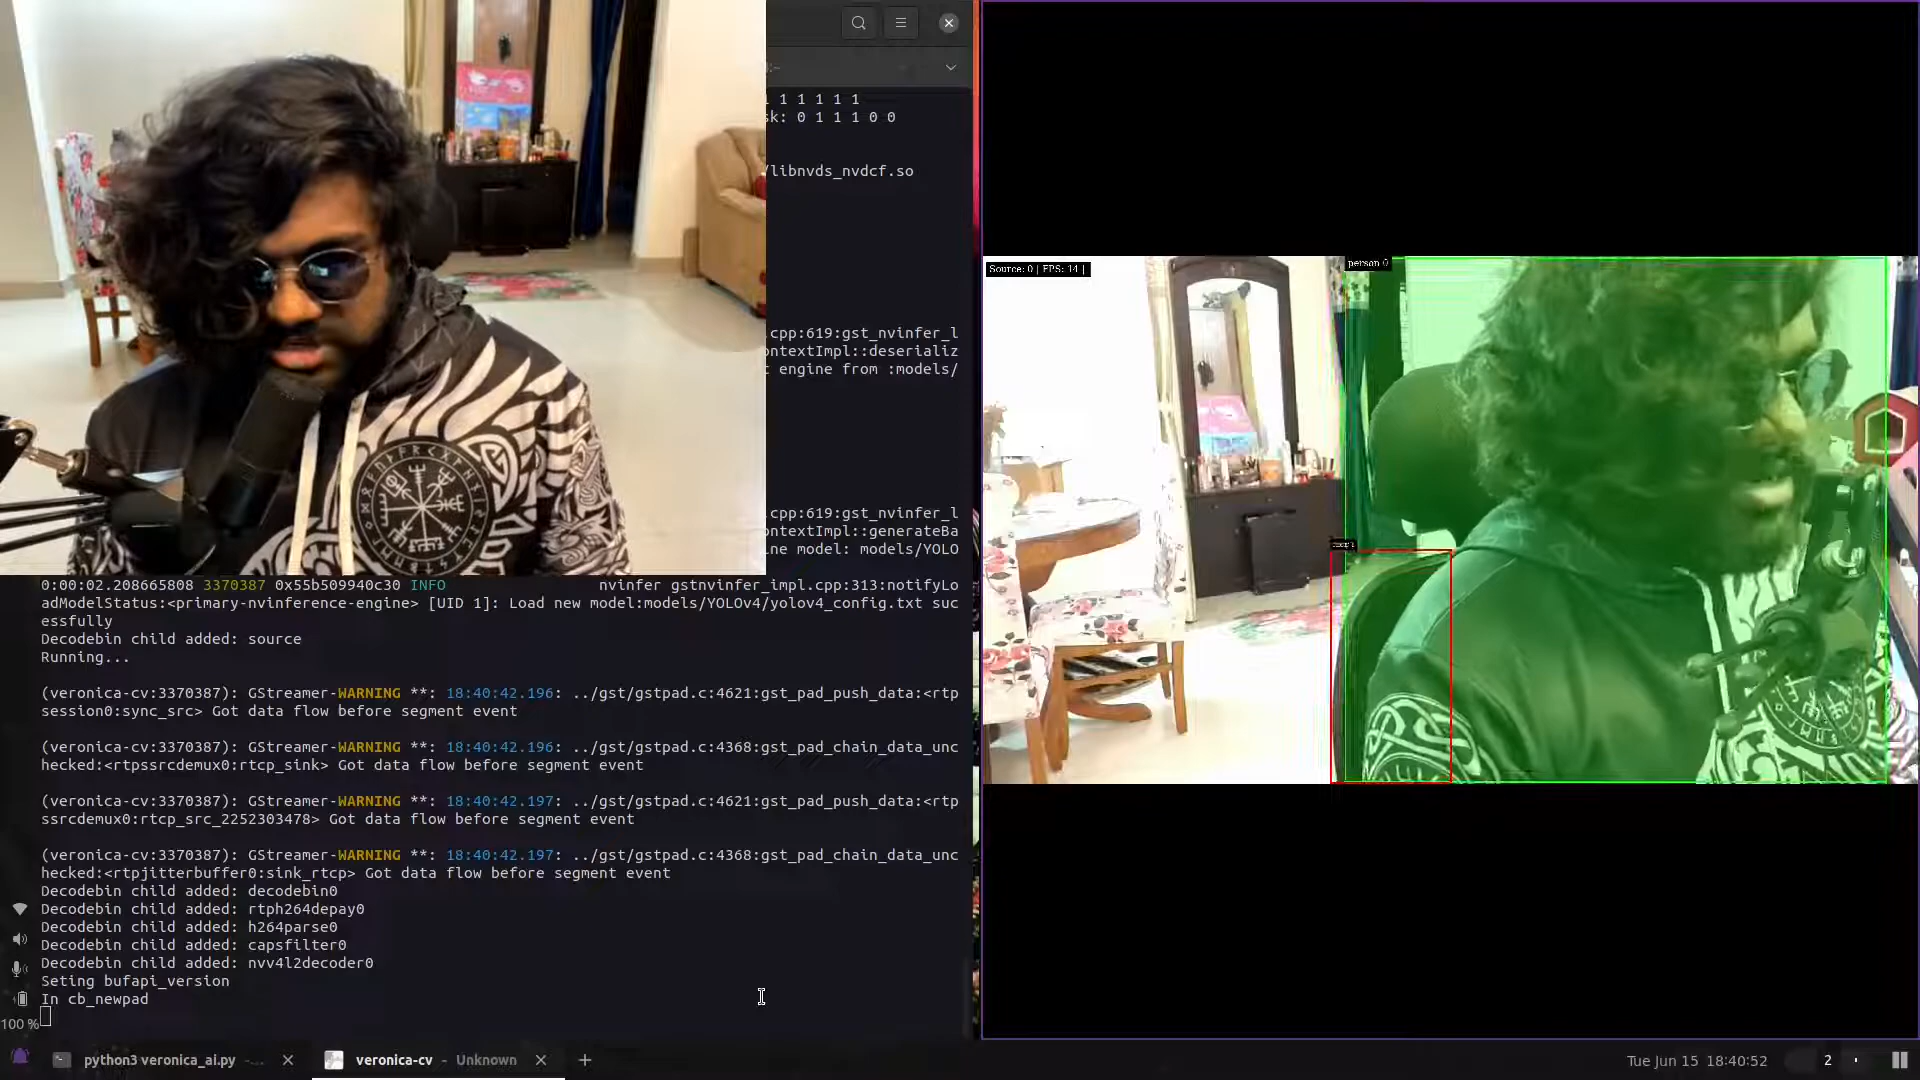 :~
1 1 1 1 1 1
sk: 0 1 1 1 0 0
/libnvds_nvdcf.so
.cpp:619:gst_nvinfer_l
ontextImpl::deserializ
t engine from :models/
.cpp:619:gst_nvinfer_l
ontextImpl::generateBa
ine model: models/YOLO
0:00:02.208665808 3370387 0x55b509940c30 INFO nvinfer gstnvinfer_impl.cpp:313:notifyLo
adModelStatus:<primary-nvinference-engine> [UID 1]: Load new model:models/YOLOv4/yolov4_config.txt suc
essfully
Decodebin child added: source
Running...
(veronica-cv:3370387): GStreamer-WARNING **: 18:40:42.196: ../gst/gstpad.c:4621:gst_pad_push_data:<rtp
session0:sync_src> Got data flow before segment event
(veronica-cv:3370387): GStreamer-WARNING **: 18:40:42.196: ../gst/gstpad.c:4368:gst_pad_chain_data_unc
hecked:<rtpssrcdemux0:rtcp_sink> Got data flow before segment event
(veronica-cv:3370387): GStreamer-WARNING **: 18:40:42.197: ../gst/gstpad.c:4621:gst_pad_push_data:<rtp
ssrcdemux0:rtcp_src_2252303478> Got data flow before segment event
(veronica-cv:3370387): GStreamer-WARNING **: 18:40:42.197: ../gst/gstpad.c:4368:gst_pad_chain_data_unc
hecked:<rtpjitterbuffer0:sink_rtcp> Got data flow before segment event
Decodebin child added: decodebin0
Decodebin child added: rtph264depay0
Decodebin child added: h264parse0
Decodebin child added: capsfilter0
Decodebin child added: nvv4l2decoder0
Seting bufapi_version
In cb_newpad
100 %
python3 veronica_ai.py -...
veronica-cv - Unknown
Source: 0 | FPS: 14 |
person 0
Tue Jun 15 18:40:52
2